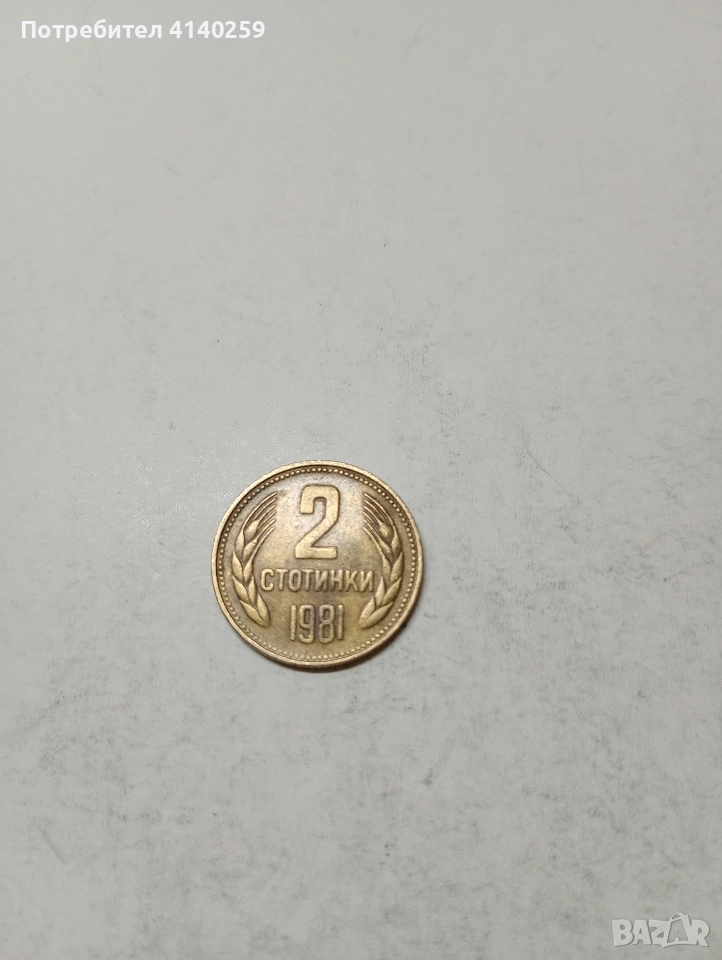 Потребител 4140259
2
СТОТИНКИ
1981
BAZAR